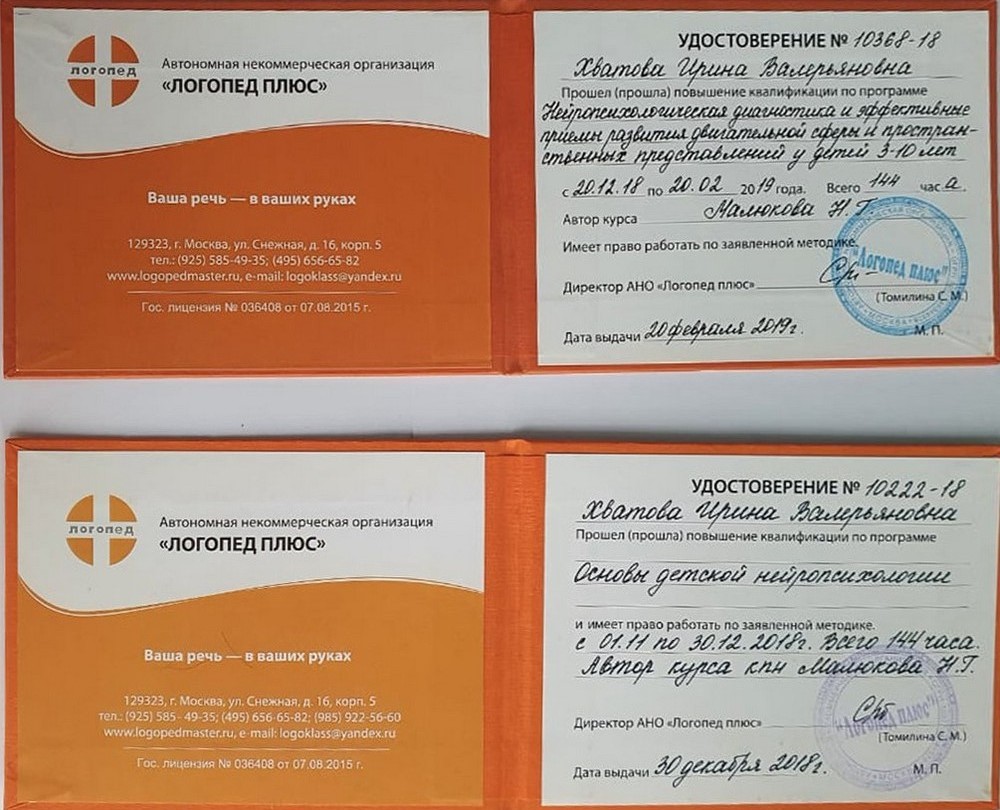 логопед
Автономная некоммерческая организация
«ЛОГОПЕД ПЛЮС»
Ваша речь — в ваших руках
129323, г. Москва, ул. Снежная, д. 16, корп. 5
тел.: (925) 585-49-35; (495) 656-65-82
www.logopedmaster.ru, e-mail: logoklass@yandex.ru
Гос. лицензия № 036408 от 07.08.2015 г.
УДОСТОВЕРЕНИЕ № 10368-18
Хватова Ирина Валерьяновна
Прошел (прошла) повышение квалификации по программе
Нейропсихологическая диагностика и эффективные
приемы развития двигательной сферы и простран-
ственных представлений у детей 3-10 лет
с 20.12.18 по 20.02 2019 года. Всего 144 час.а.
Автор курса Малюкова Н.Г.
Имеет право работать по заявленной методике.
"Логопед плюс"
Директор АНО «Логопед плюс»
(Томилина С. М.)
Дата выдачи 20 февраля 2019г. М. П.
логопед
Автономная некоммерческая организация
«ЛОГОПЕД ПЛЮС»
Ваша речь — в ваших руках
129323, г. Москва, ул. Снежная, д. 16, корп. 5
тел.: (925) 585- 49-35; (495) 656-65-82; (985) 922-56-60
www.logopedmaster.ru, e-mail: logoklass@yandex.ru
Гос. лицензия № 036408 от 07.08.2015 г.
УДОСТОВЕРЕНИЕ № 10222-18
Хватова Ирина Валерьяновна
Прошел (прошла) повышение квалификации по программе
Основы детской нейропсихологии
и имеет право работать по заявленной методике.
с 01.11 по 30.12.2018г. Всего 144 часа.
Автор курса кпн Малюкова Н.Г.
Директор АНО «Логопед плюс»
"Логопед плюс"
(Томилина С. М.)
Дата выдачи 30 декабря 2018г. М. П.